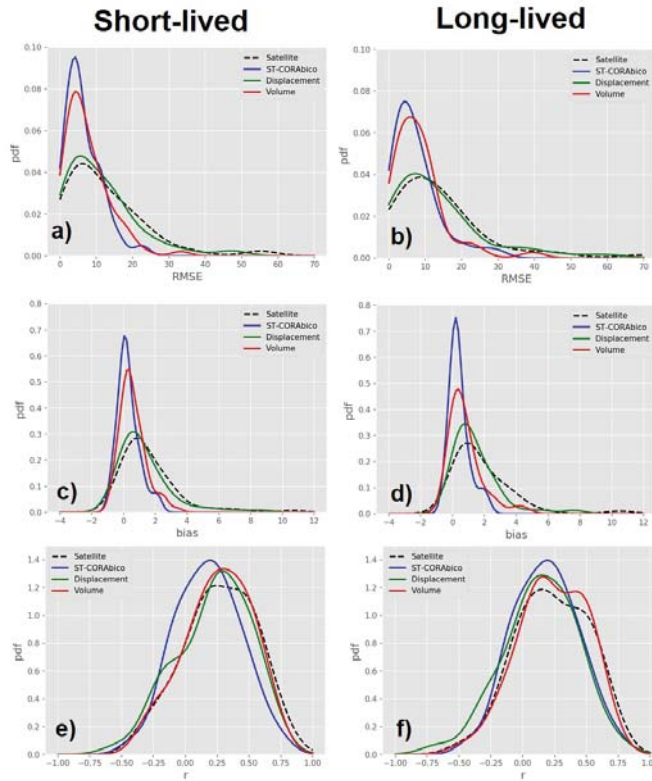 Short-lived
Long-lived
0.10
0.08
0.06
0.04
0.02
0.00
pdf
a)
Satellite
ST-CORAbico
Displacement
Volume
0 10 20 30 40 50 60 70
RMSE
0.10
0.08
0.06
0.04
0.02
0.00
pdf
b)
Satellite
ST-CORAbico
Displacement
Volume
0 10 20 30 40 50 60 70
RMSE
0.8
0.7
0.6
0.5
0.4
0.3
0.2
0.1
0.0
pdf
c)
Satellite
ST-CORAbico
Displacement
Volume
−4 −2 0 2 4 6 8 10 12
bias
0.8
0.7
0.6
0.5
0.4
0.3
0.2
0.1
0.0
pdf
d)
Satellite
ST-CORAbico
Displacement
Volume
−4 −2 0 2 4 6 8 10 12
bias
1.4
1.2
1.0
0.8
0.6
0.4
0.2
0.0
pdf
e)
Satellite
ST-CORAbico
Displacement
Volume
−1.00 −0.75 −0.50 −0.25 0.00 0.25 0.50 0.75 1.00
r
1.4
1.2
1.0
0.8
0.6
0.4
0.2
0.0
pdf
f)
Satellite
ST-CORAbico
Displacement
Volume
−1.00 −0.75 −0.50 −0.25 0.00 0.25 0.50 0.75 1.00
r